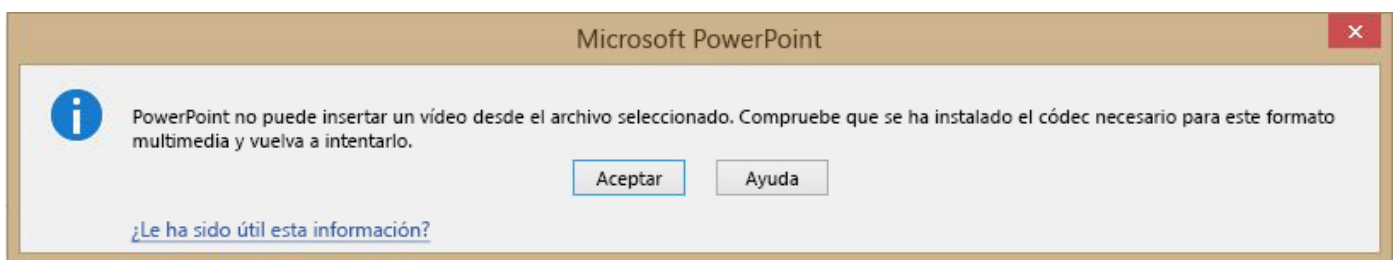 Microsoft PowerPoint
PowerPoint no puede insertar un vídeo desde el archivo seleccionado. Compruebe que se ha instalado el códec necesario para este formato
multimedia y vuelva a intentarlo.
Aceptar Ayuda
¿Le ha sido útil esta información?